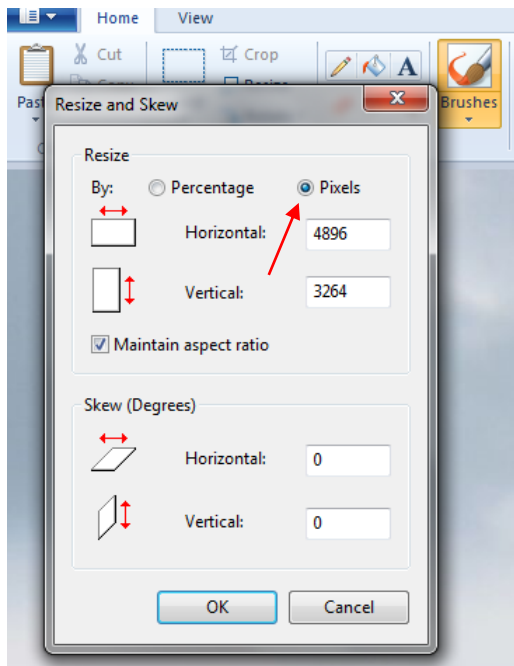 Home View
Cut Crop
Past
Brushes
Resize and Skew
Resize
By: Percentage Pixels
Horizontal: 4896
Vertical: 3264
Maintain aspect ratio
Skew (Degrees)
Horizontal: 0
Vertical: 0
OK Cancel